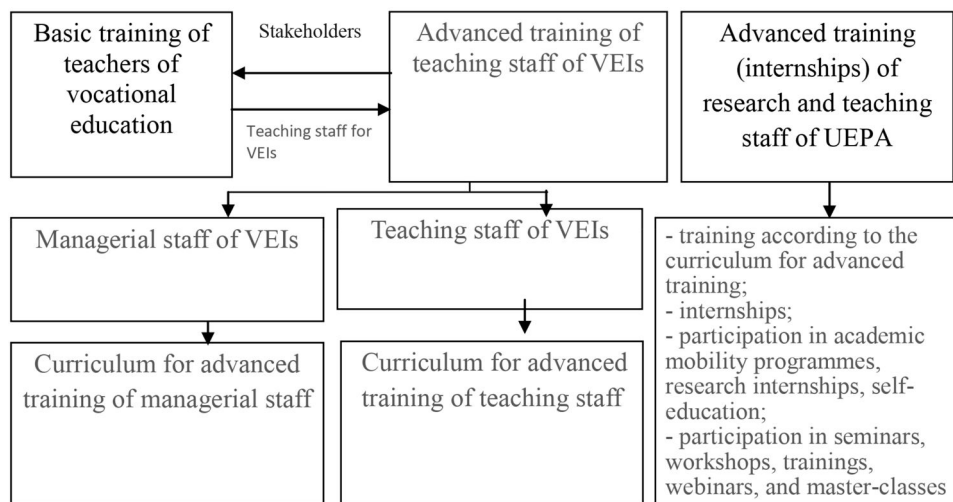 Basic training of
teachers of
vocational
education
Stakeholders
Teaching staff for
VEIs
Advanced training of
teaching staff of VEIs
Advanced training
(internships) of
research and teaching
staff of UEPA
Managerial staff of VEIs
Teaching staff of VEIs
- training according to the
curriculum for advanced
training;
- internships;
- participation in academic
mobility programmes,
research internships, self-
education;
- participation in seminars,
workshops, trainings,
webinars, and master-classes
Curriculum for advanced
training of managerial staff
Curriculum for advanced
training of teaching staff